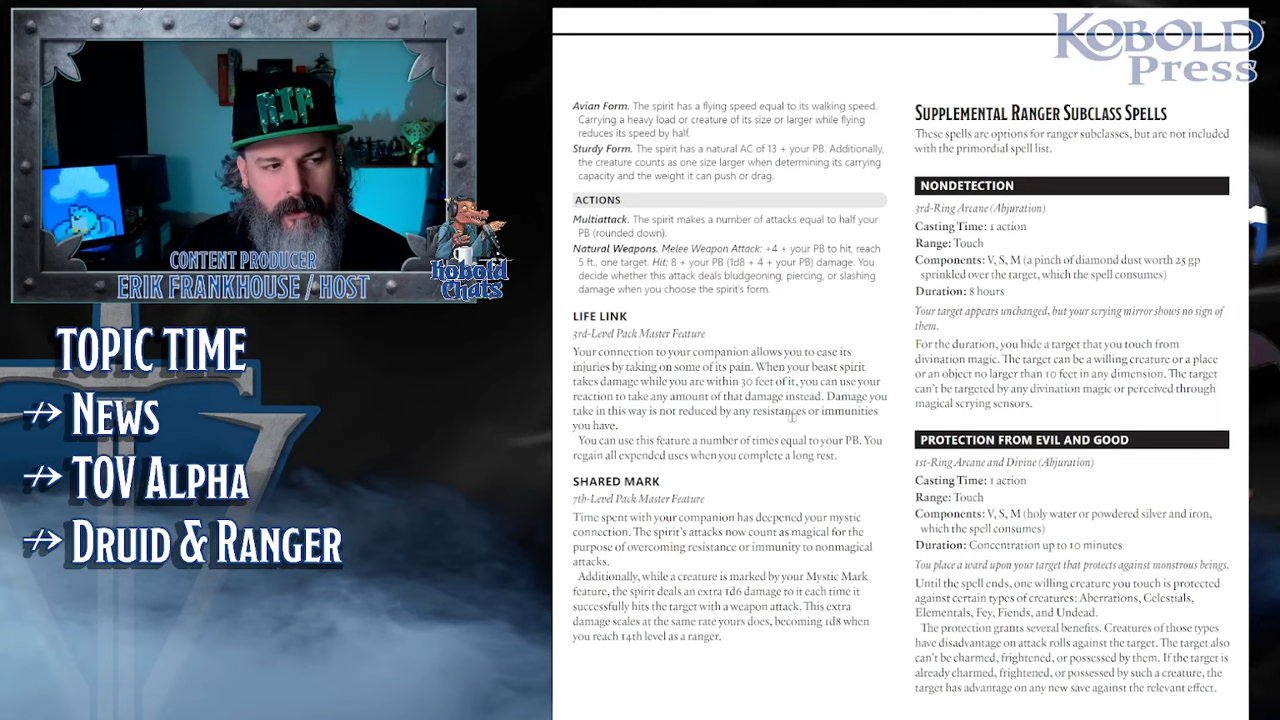 RIP
CONTENT PRODUCER
ERIK FRANKHOUSE / HOST
Kobold
Chats
TOPIC TIME
News
TOV Alpha
Druid & Ranger
KOBOLD
Press
Avian Form. The spirit has a flying speed equal to its walking speed.
Carrying a heavy load or creature of its size or larger while flying
reduces its speed by half.
Sturdy Form. The spirit has a natural AC of 13 + your PB. Additionally,
the creature counts as one size larger when determining its carrying
capacity and the weight it can push or drag.
ACTIONS
Multiattack. The spirit makes a number of attacks equal to half your
PB (rounded down).
Natural Weapons. Melee Weapon Attack: +4 + your PB to hit, reach
5 ft., one target. Hit: 8 + your PB (1d8 + 4 + your PB) damage. You
decide whether this attack deals bludgeoning, piercing, or slashing
damage when you choose the spirit's form.
LIFE LINK
3rd-Level Pack Master Feature
Your connection to your companion allows you to ease its
injuries by taking on some of its pain. When your beast spirit
takes damage while you are within 30 feet of it, you can use your
reaction to take any amount of that damage instead. Damage you
take in this way is not reduced by any resistances or immunities
you have.
You can use this feature a number of times equal to your PB. You
regain all expended uses when you complete a long rest.
SHARED MARK
7th-Level Pack Master Feature
Time spent with your companion has deepened your mystic
connection. The spirit's attacks now count as magical for the
purpose of overcoming resistance or immunity to nonmagical
attacks.
Additionally, while a creature is marked by your Mystic Mark
feature, the spirit deals an extra 1d6 damage to it each time it
successfully hits the target with a weapon attack. This extra
damage scales at the same rate yours does, becoming 1d8 when
you reach 14th level as a ranger.
Supplemental Ranger Subclass Spells
These spells are options for ranger subclasses, but are not included
with the primordial spell list.
NONDETECTION
3rd-Ring Arcane (Abjuration)
Casting Time: 1 action
Range: Touch
Components: V, S, M (a pinch of diamond dust worth 25 gp
sprinkled over the target, which the spell consumes)
Duration: 8 hours
Your target appears unchanged, but your scrying mirror shows no sign of
them.
For the duration, you hide a target that you touch from
divination magic. The target can be a willing creature or a place
or an object no larger than 10 feet in any dimension. The target
can't be targeted by any divination magic or perceived through
magical scrying sensors.
PROTECTION FROM EVIL AND GOOD
1st-Ring Arcane and Divine (Abjuration)
Casting Time: 1 action
Range: Touch
Components: V, S, M (holy water or powdered silver and iron,
which the spell consumes)
Duration: Concentration up to 10 minutes
You place a ward upon your target that protects against monstrous beings.
Until the spell ends, one willing creature you touch is protected
against certain types of creatures: Aberrations, Celestials,
Elementals, Fey, Fiends, and Undead.
The protection grants several benefits. Creatures of those types
have disadvantage on attack rolls against the target. The target also
can't be charmed, frightened, or possessed by them. If the target is
already charmed, frightened, or possessed by such a creature, the
target has advantage on any new save against the relevant effect.